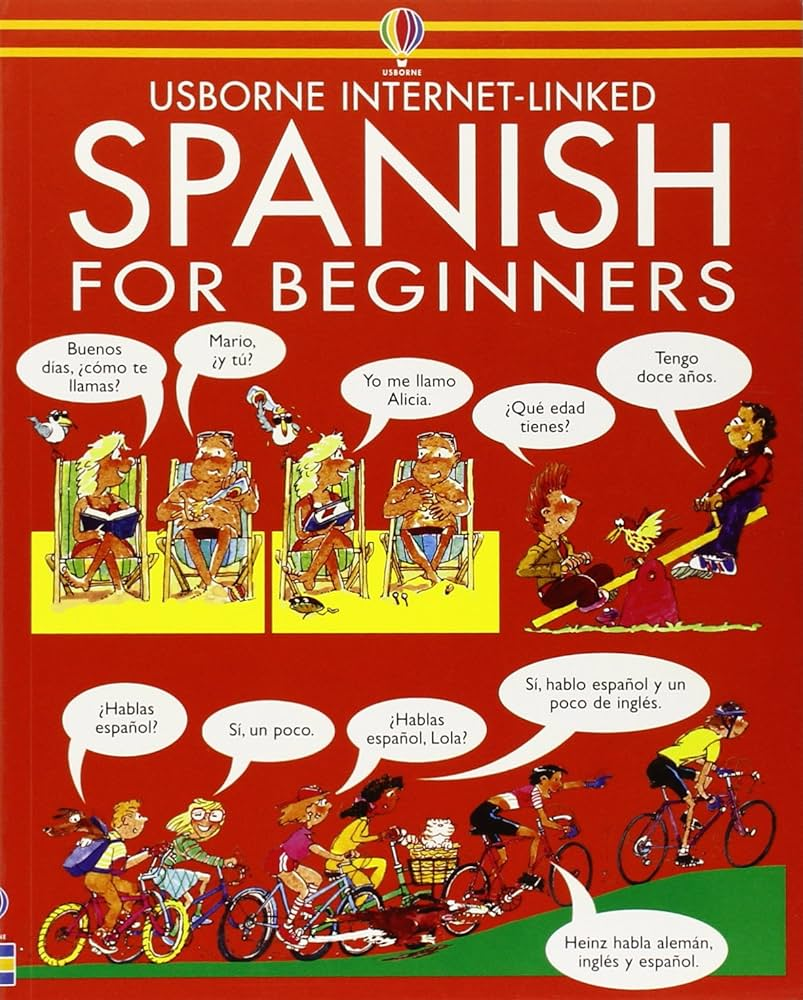 USBORNE
USBORNE INTERNET-LINKED
SPANISH
FOR BEGINNERS
Buenos
días, ¿cómo te
llamas?
Mario,
¿y tú?
Yo me llamo
Alicia.
¿Qué edad
tienes?
Tengo
doce años.
¿Hablas
español?
Sí, un poco.
¿Hablas
español, Lola?
Sí, hablo español y un
poco de inglés.
Heinz habla alemán,
inglés y español.